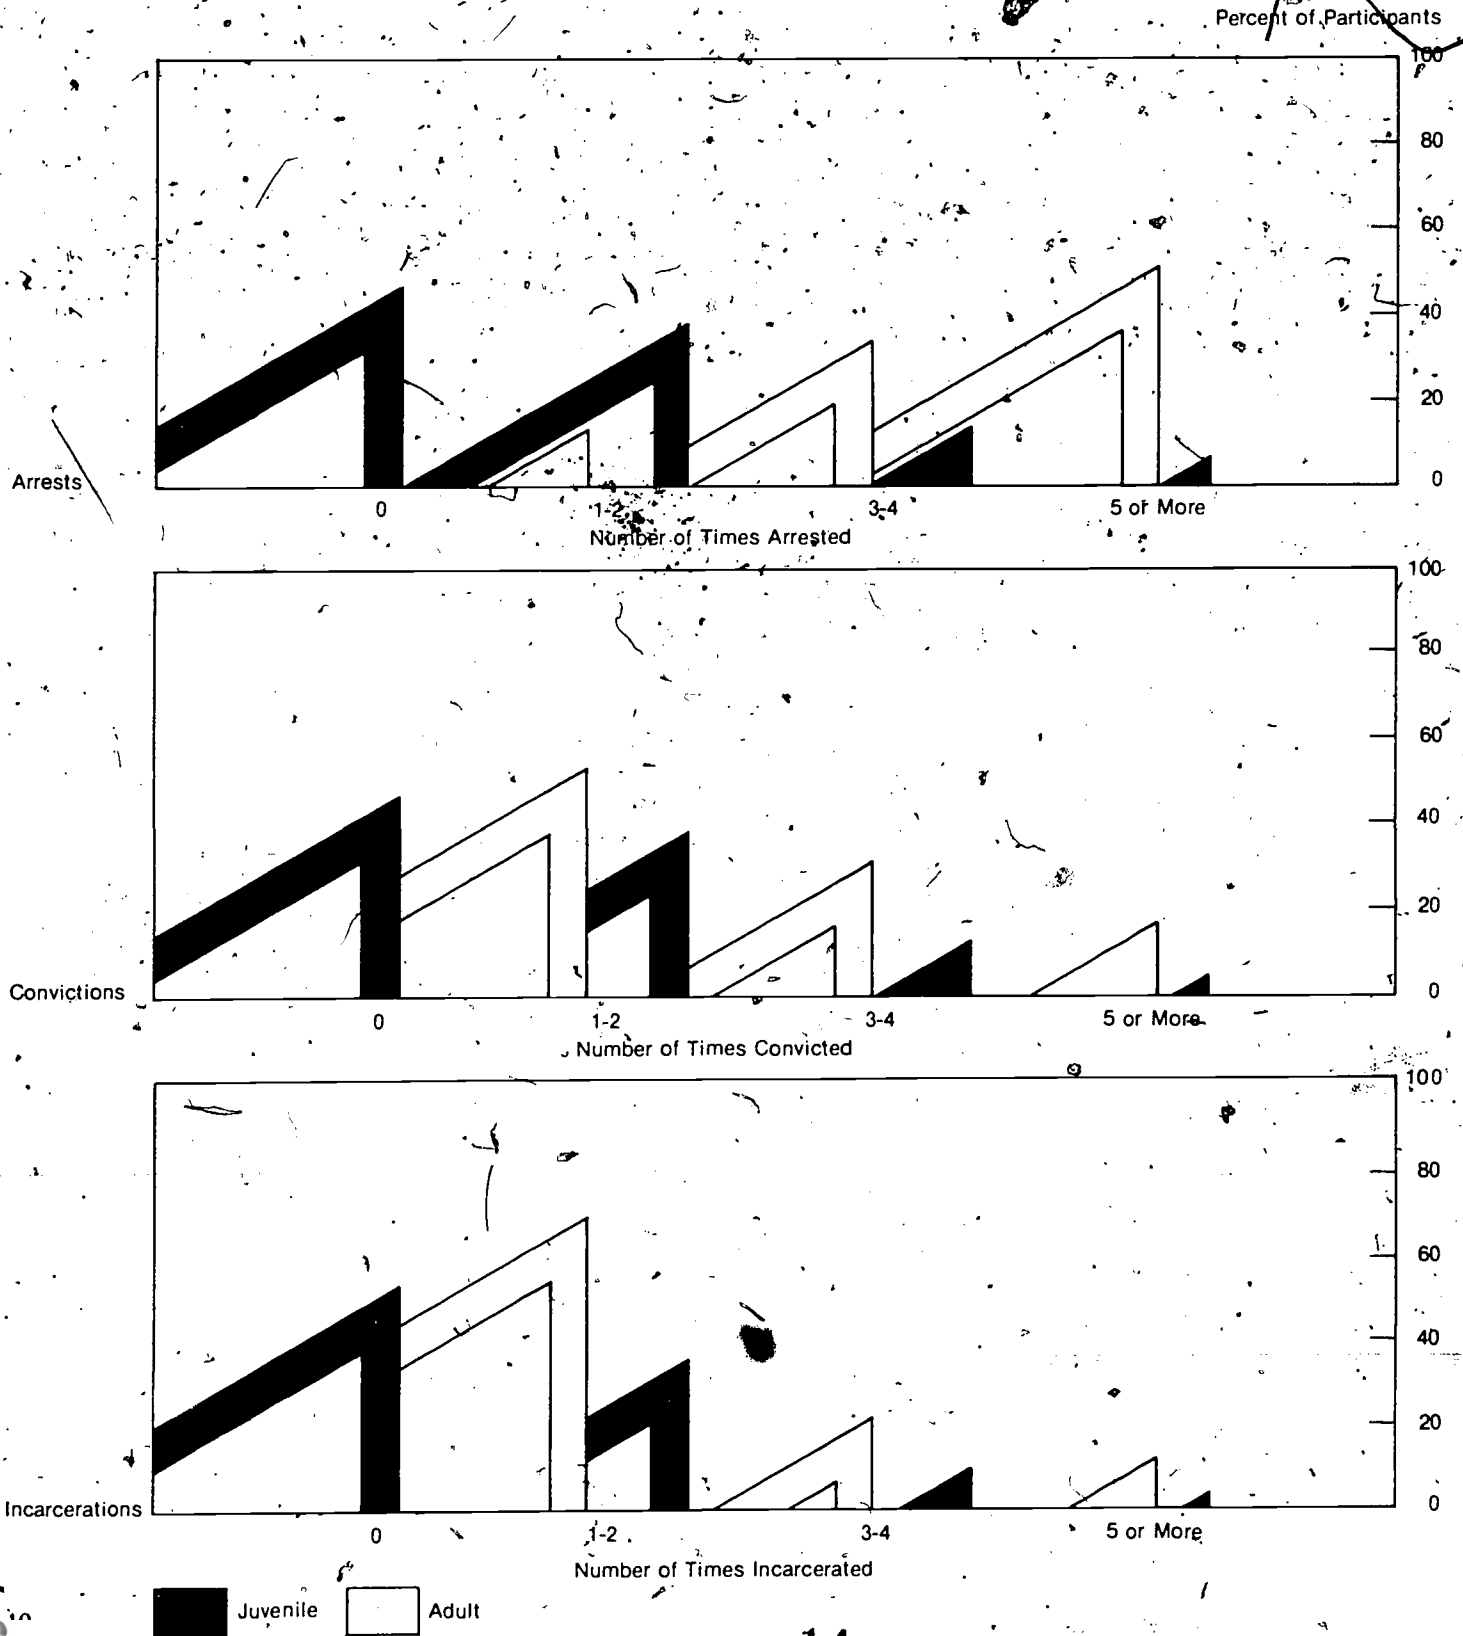 Percent of Participants
100
80
60
40
20
Arrests
0
0
1-2
3-4
5 or More
Number of Times Arrested
100
80
60
40
20
Convictions
0
0
1-2
3-4
5 or More
Number of Times Convicted
100
80
60
40
20
Incarcerations
0
0
1-2
3-4
5 or More
Number of Times Incarcerated
Juvenile
Adult